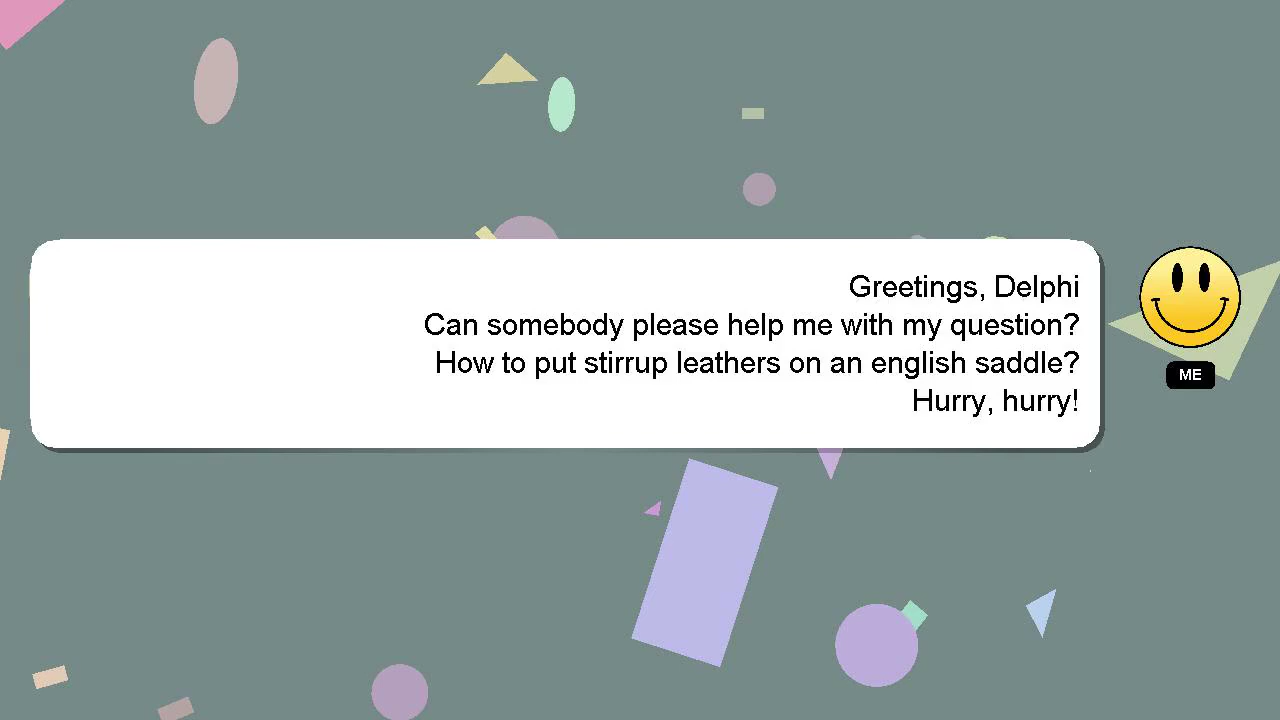 Greetings, Delphi
Can somebody please help me with my question?
How to put stirrup leathers on an english saddle?
Hurry, hurry!
ME